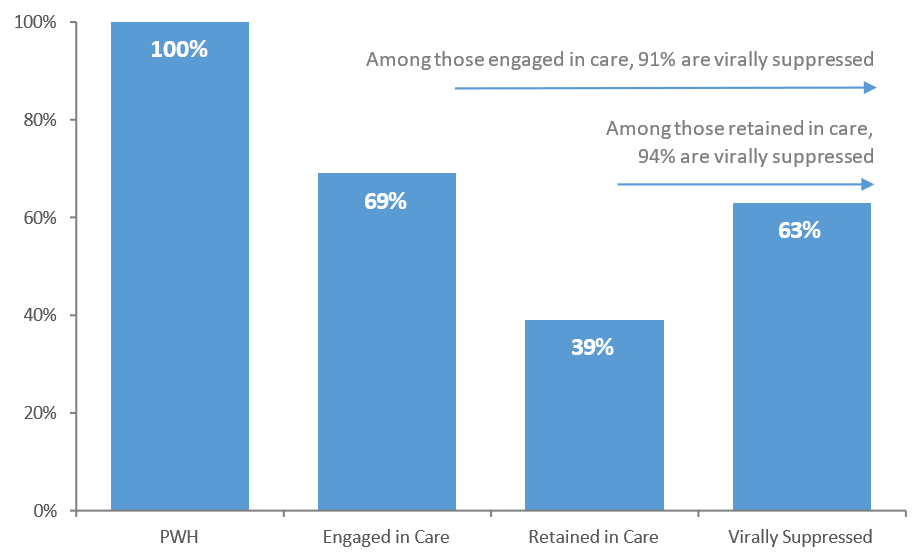 100%
80%
60%
40%
20%
0%
100%
69%
39%
63%
Among those engaged in care, 91% are virally suppressed
Among those retained in care,
94% are virally suppressed
PWH
Engaged in Care
Retained in Care
Virally Suppressed